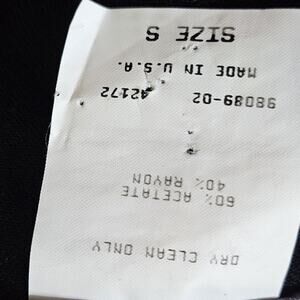 DRY CLEAN ONLY
60% ACETATE
40% RAYON
98089-02 42172
MADE IN U.S.A.
SIZE S